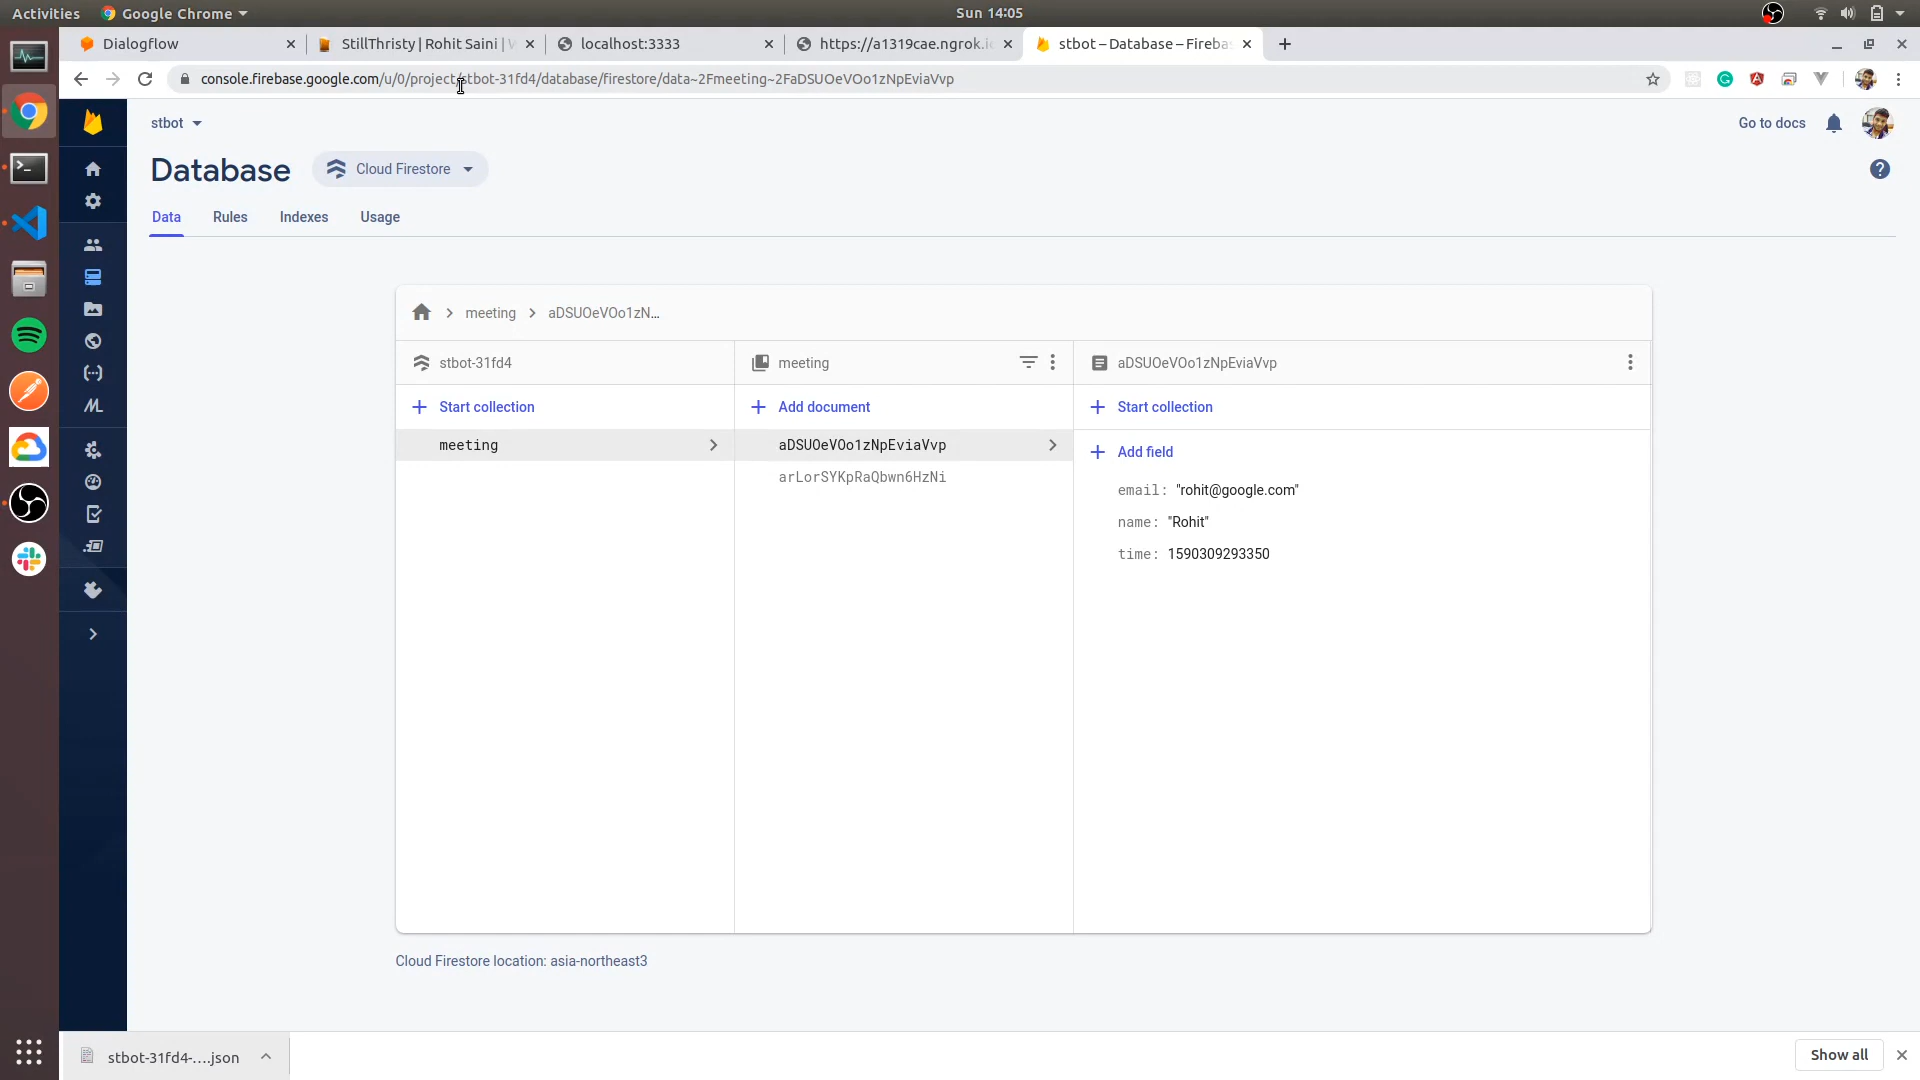 Activities
Google Chrome
Sun 14:05
Dialogflow
StillThristy | Rohit Saini |
localhost:3333
https://a1319cae.ngrok.i
stbot – Database – Fireba
console.firebase.google.com/u/0/project/stbot-31fd4/database/firestore/data~2Fmeeting~2FaDSUOeVOo1zNpEviaVvp
stbot
Go to docs
Database
Cloud Firestore
Data
Rules
Indexes
Usage
meeting
aDSUOeVOo1zN...
stbot-31fd4
meeting
aDSUOeVOo1zNpEviaVvp
Start collection
Add document
Start collection
meeting
aDSUOeVOo1zNpEviaVvp
arLorSYKpRaQbwn6HzNi
Add field
email: "rohit@google.com"
name: "Rohit"
time: 1590309293350
Cloud Firestore location: asia-northeast3
stbot-31fd4-....json
Show all